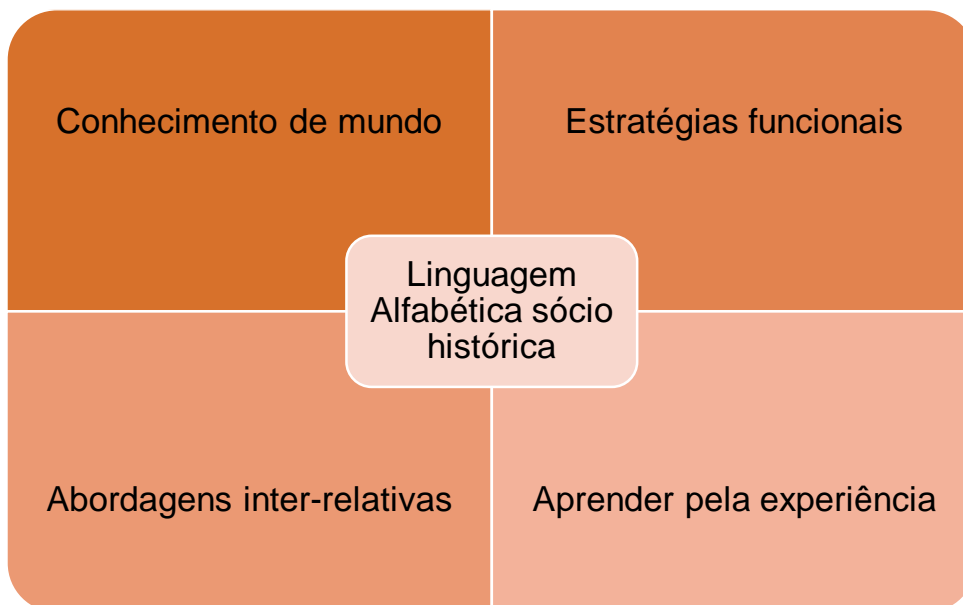 Conhecimento de mundo
Estratégias funcionais
Linguagem
Alfabética sócio
histórica
Abordagens inter-relativas
Aprender pela experiência